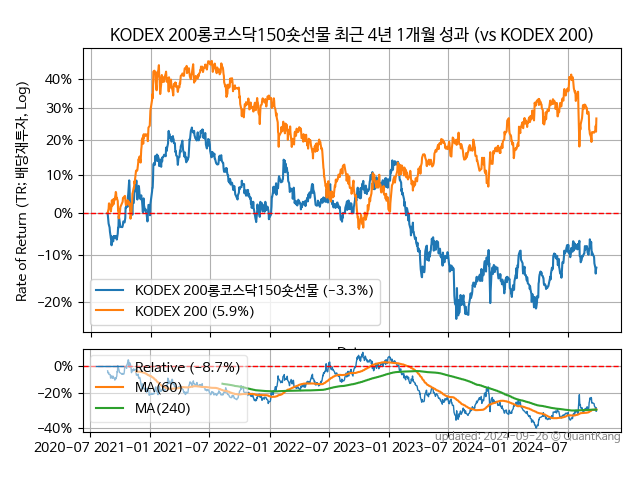 KODEX 200롱코스닥150숏선물 최근 4년 1개월 성과 (vs KODEX 200)
Rate of Return (TR: 배당재투자, Log)
40%
30%
20%
10%
0%
−10%
−20%
KODEX 200롱코스닥150숏선물 (−3.3%)
KODEX 200 (5.9%)
0%
−20%
−40%
Relative (−8.7%)
MA(60)
MA(240)
updated: 2024-09-26 © QuantKang
2020-07 2021-01 2021-07 2022-01 2022-07 2023-01 2023-07 2024-01 2024-07